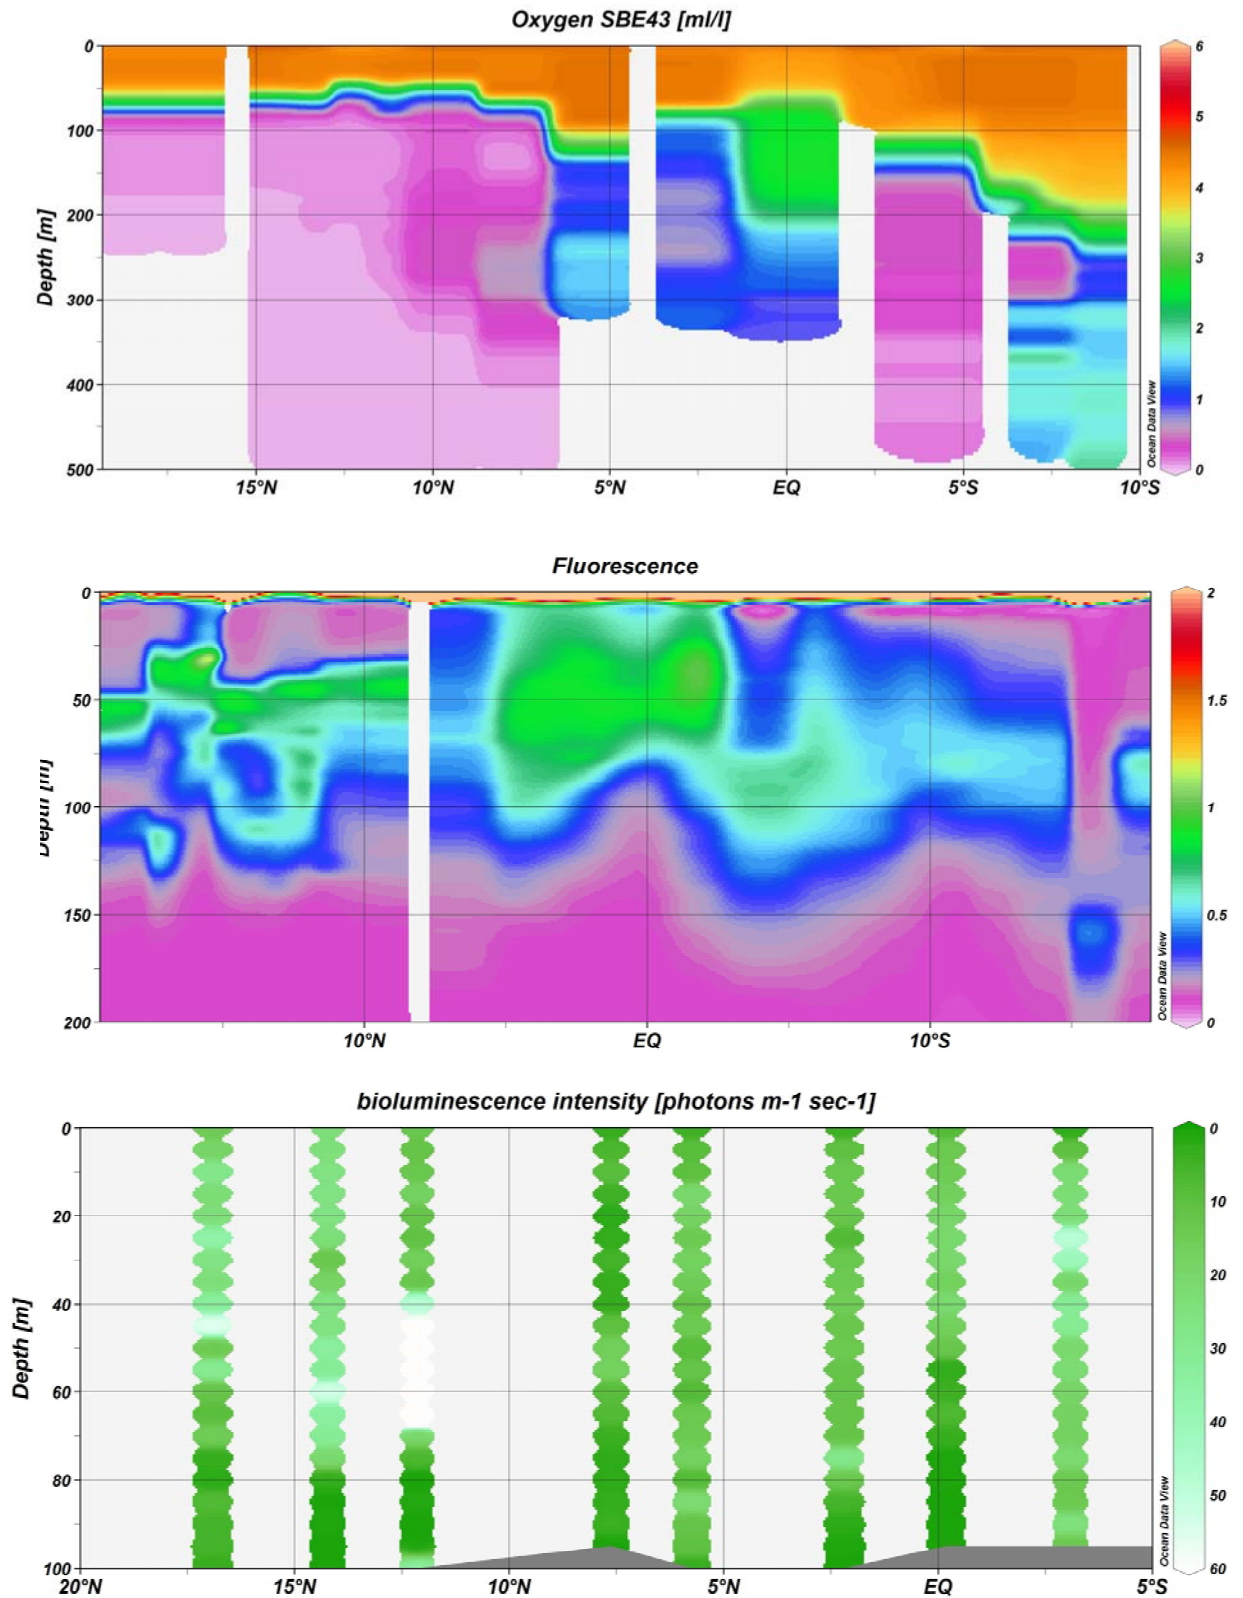 Oxygen SBE43 [ml/l]
0
100
200
300
400
500
Depth [m]
15°N
10°N
5°N
EQ
5°S
10°S
Ocean Data View
6
5
4
3
2
1
0
Fluorescence
0
50
100
150
200
Depth [m]
10°N
EQ
10°S
Ocean Data View
2
1.5
1
0.5
0
bioluminescence intensity [photons m-1 sec-1]
0
20
40
60
80
100
Depth [m]
20°N
15°N
10°N
5°N
EQ
5°S
Ocean Data View
0
10
20
30
40
50
60